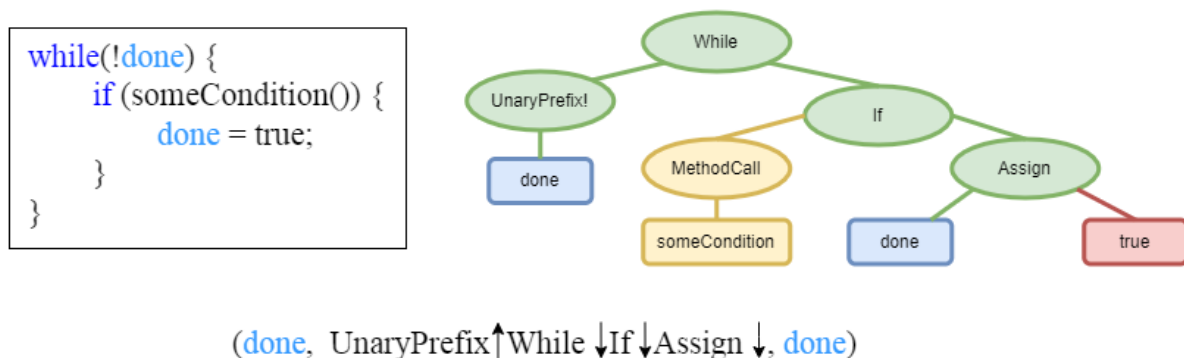 while(!done) {
if (someCondition()) {
done = true;
}
}
While
UnaryPrefix!
If
done
MethodCall
Assign
someCondition
done
true
(done, UnaryPrefix↑While ↓If ↓Assign ↓, done)